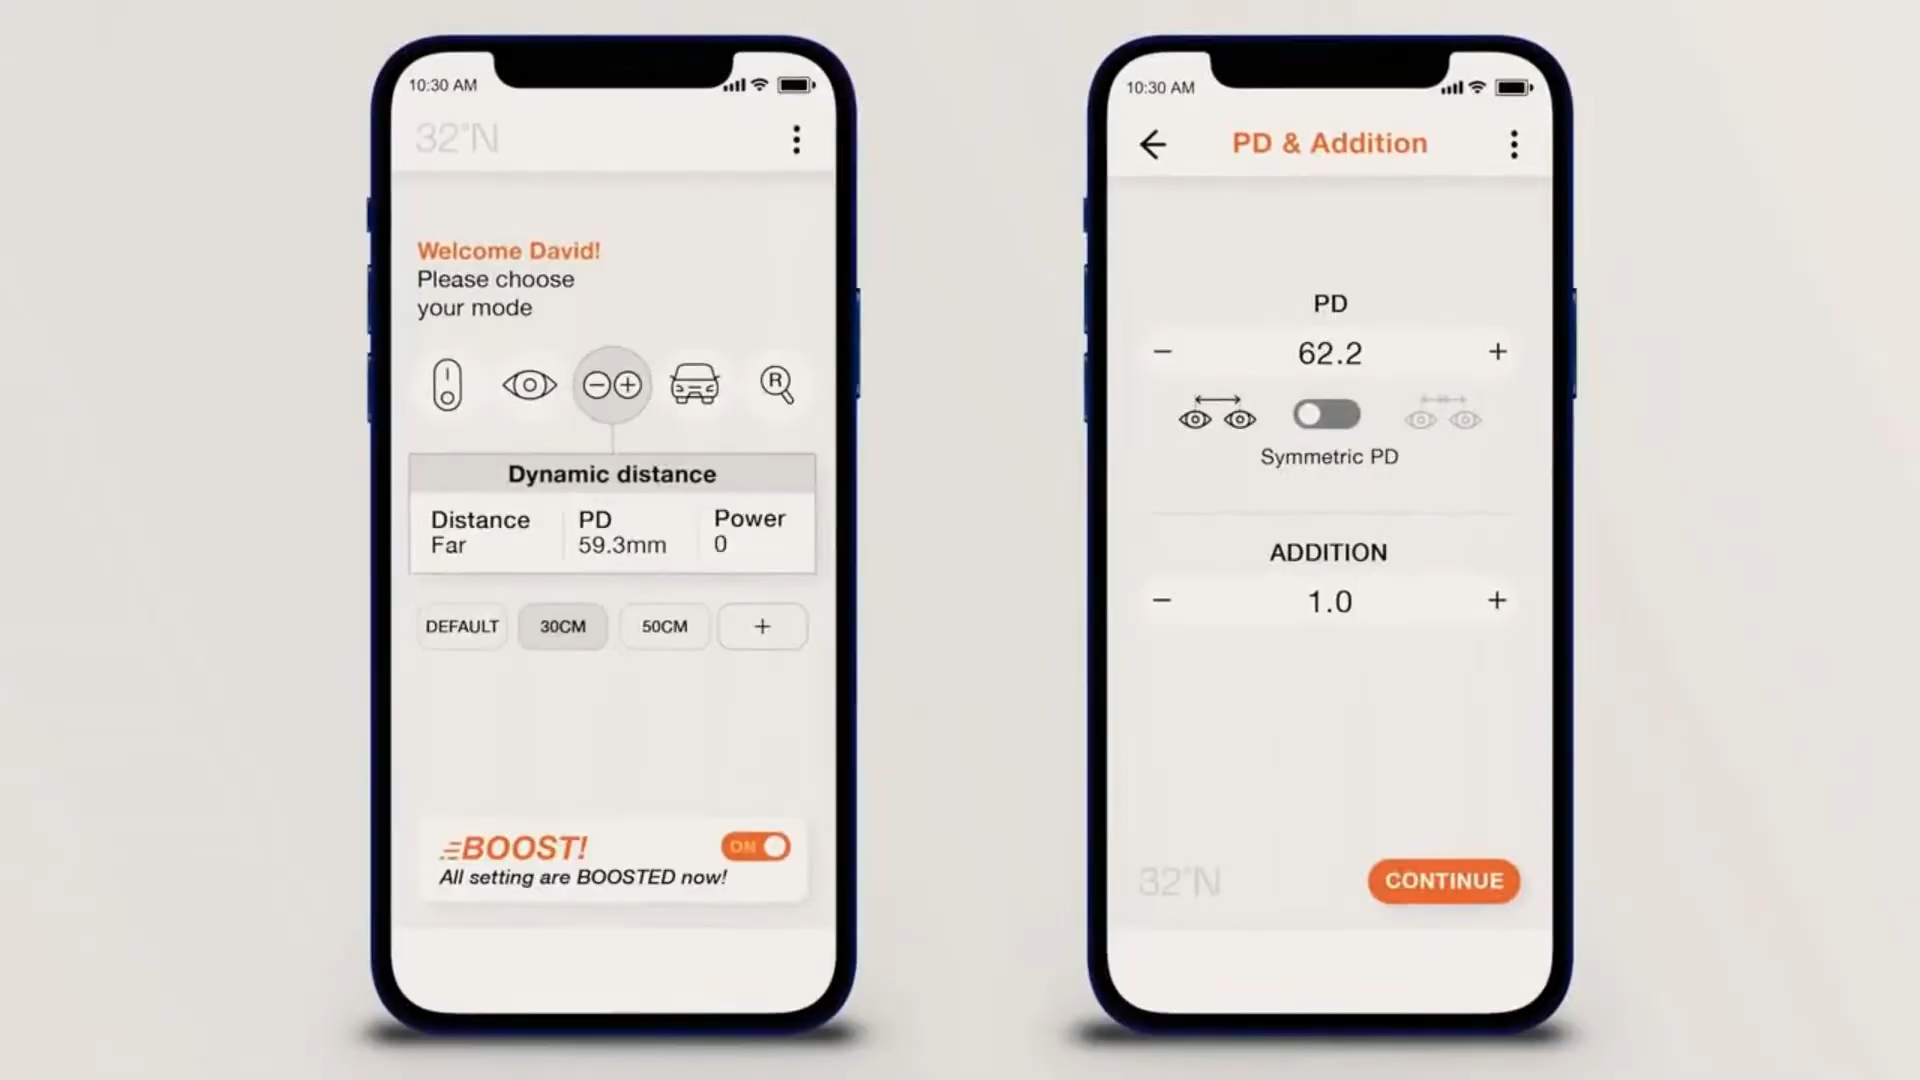 10:30 AM
32°N
Welcome David!
Please choose
your mode
R
Dynamic distance
Distance PD Power
Far 59.3mm 0
DEFAULT 30CM 50CM +
BOOST!
ON
All setting are BOOSTED now!
10:30 AM
PD & Addition
PD
− 62.2 +
Symmetric PD
ADDITION
− 1.0 +
32°N
CONTINUE